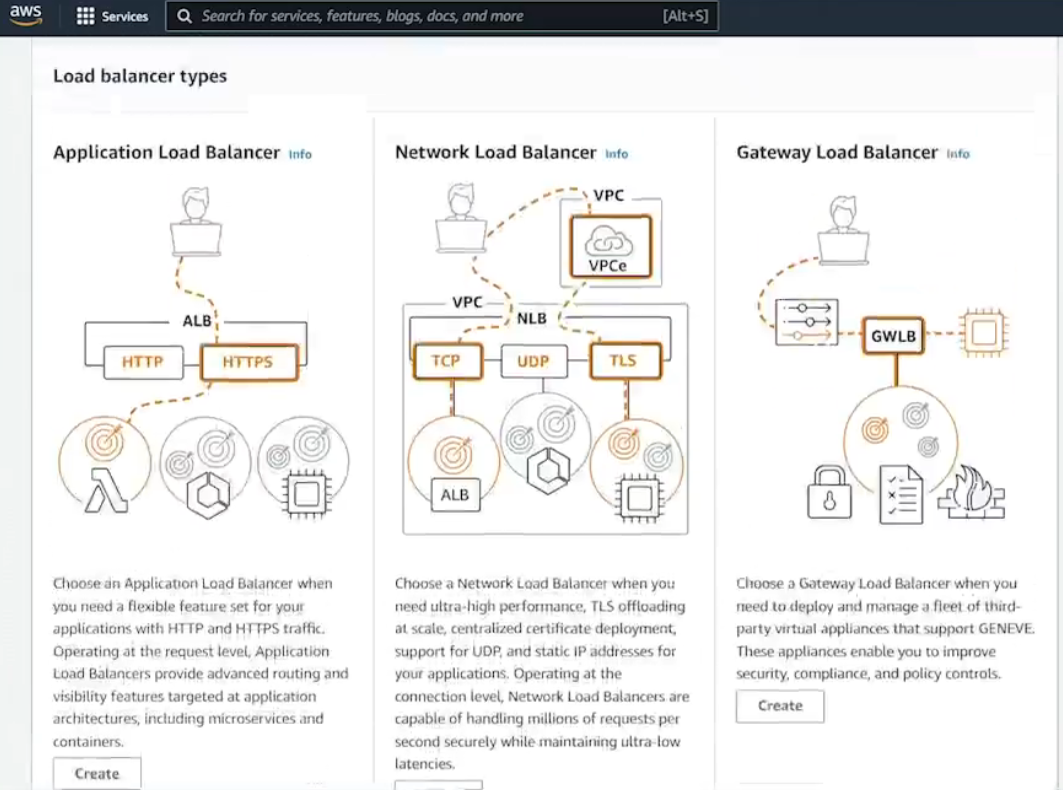 aws
Services
Search for services, features, blogs, docs, and more
[Alt+S]
Load balancer types
Application Load Balancer Info
ALB
HTTP
HTTPS
Choose an Application Load Balancer when
you need a flexible feature set for your
applications with HTTP and HTTPS traffic.
Operating at the request level, Application
Load Balancers provide advanced routing and
visibility features targeted at application
architectures, including microservices and
containers.
Create
Network Load Balancer Info
VPC
VPCe
VPC
NLB
TCP
UDP
TLS
ALB
Choose a Network Load Balancer when you
need ultra-high performance, TLS offloading
at scale, centralized certificate deployment,
support for UDP, and static IP addresses for
your applications. Operating at the
connection level, Network Load Balancers are
capable of handling millions of requests per
second securely while maintaining ultra-low
latencies.
Gateway Load Balancer Info
GWLB
Choose a Gateway Load Balancer when you
need to deploy and manage a fleet of third-
party virtual appliances that support GENEVE.
These appliances enable you to improve
security, compliance, and policy controls.
Create